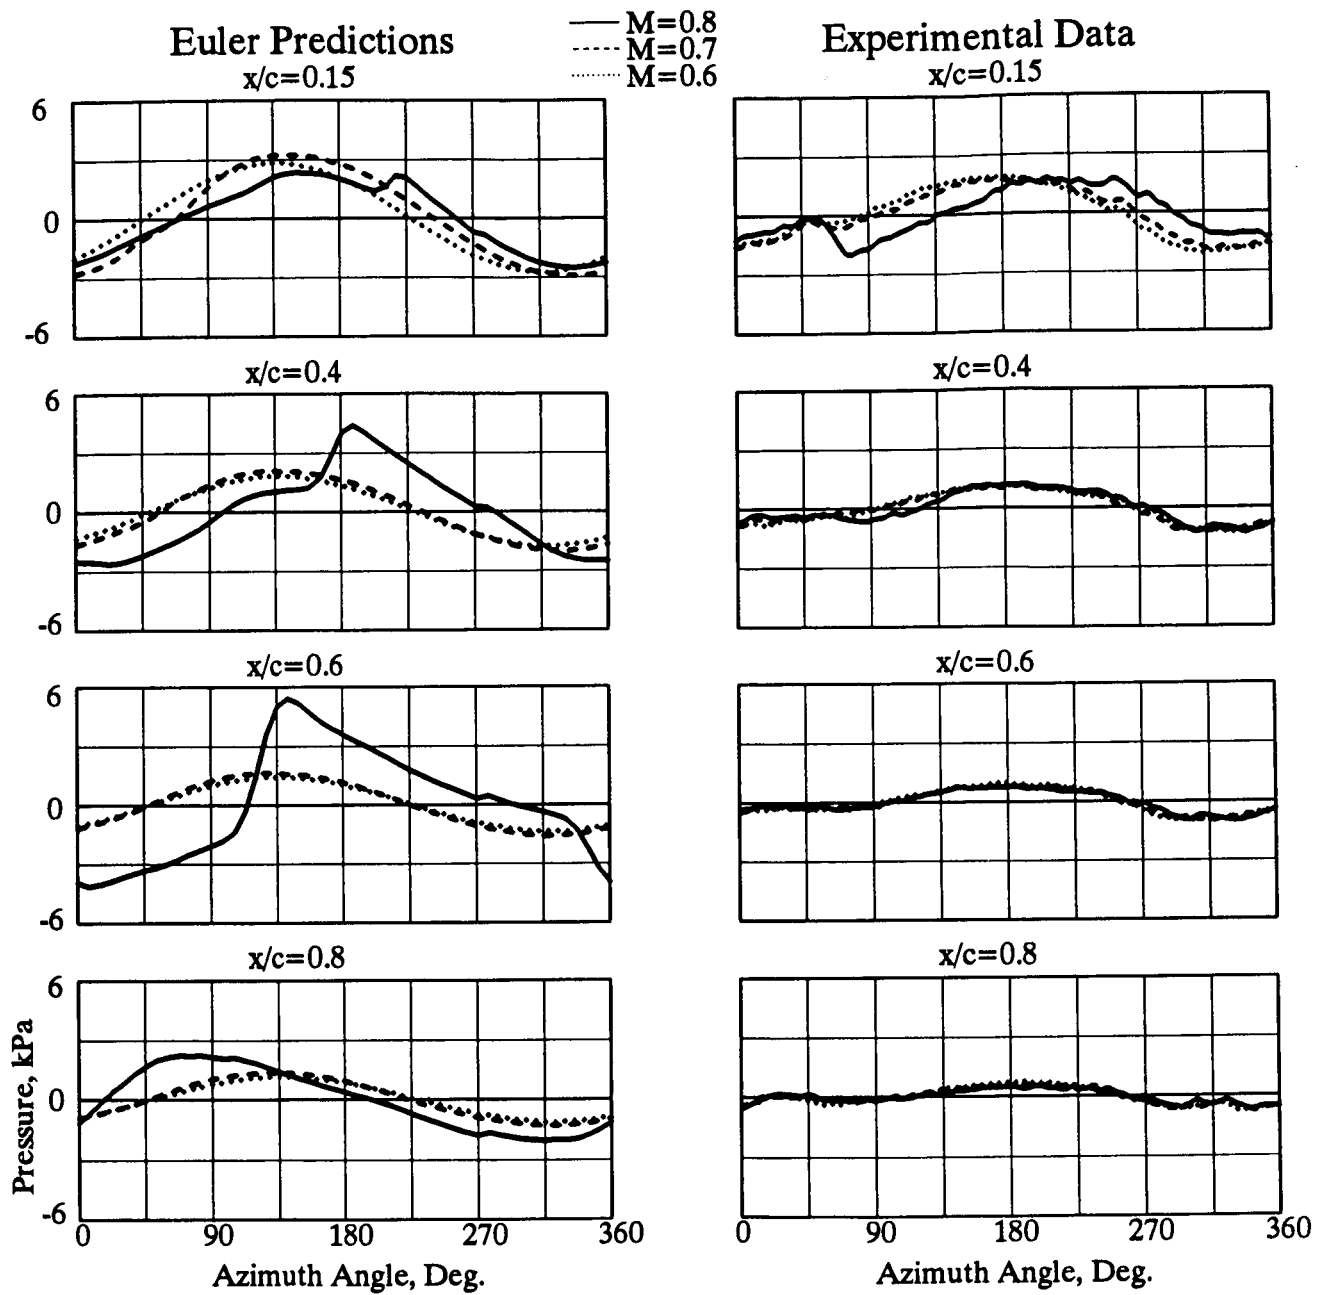 Euler Predictions
M=0.8
M=0.7
M=0.6
Experimental Data
x/c=0.15
6
0
-6
x/c=0.15
x/c=0.4
6
0
-6
x/c=0.4
x/c=0.6
6
0
-6
x/c=0.6
x/c=0.8
6
0
-6
Pressure, kPa
0 90 180 270 360
Azimuth Angle, Deg.
x/c=0.8
0 90 180 270 360
Azimuth Angle, Deg.